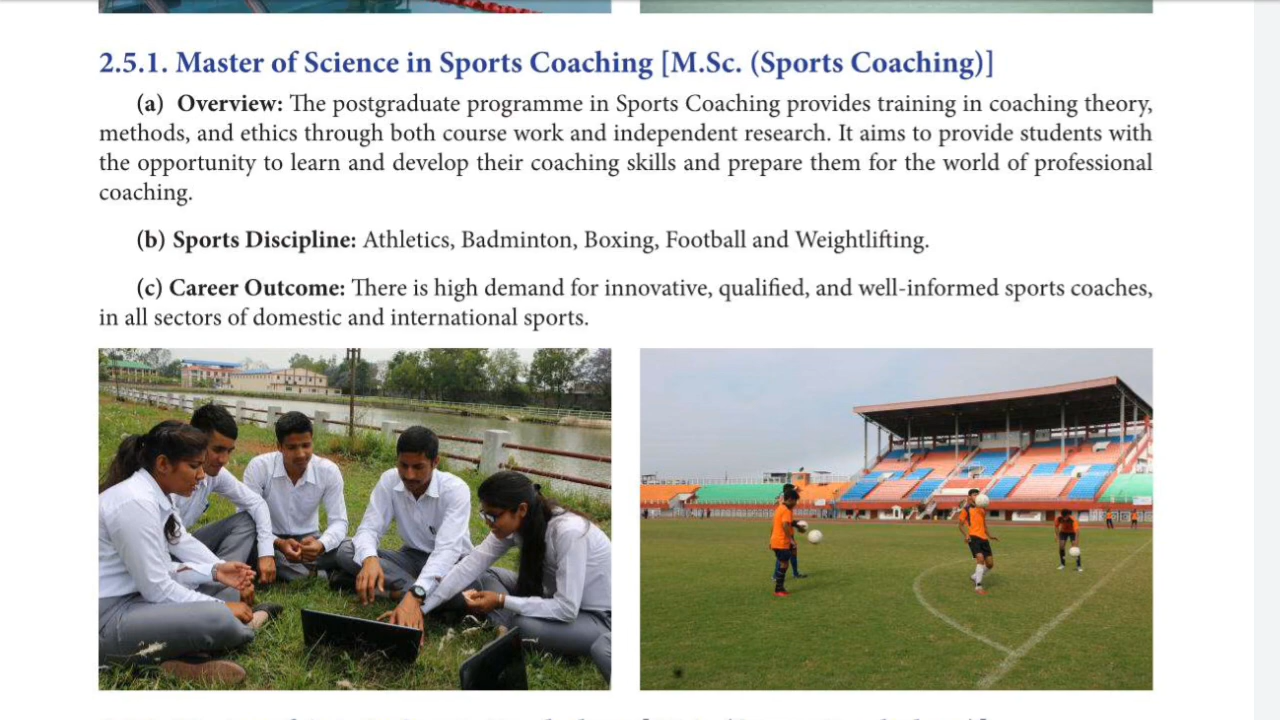 2.5.1. Master of Science in Sports Coaching [M.Sc. (Sports Coaching)]
(a) Overview: The postgraduate programme in Sports Coaching provides training in coaching theory,
methods, and ethics through both course work and independent research. It aims to provide students with
the opportunity to learn and develop their coaching skills and prepare them for the world of professional
coaching.
(b) Sports Discipline: Athletics, Badminton, Boxing, Football and Weightlifting.
(c) Career Outcome: There is high demand for innovative, qualified, and well-informed sports coaches,
in all sectors of domestic and international sports.